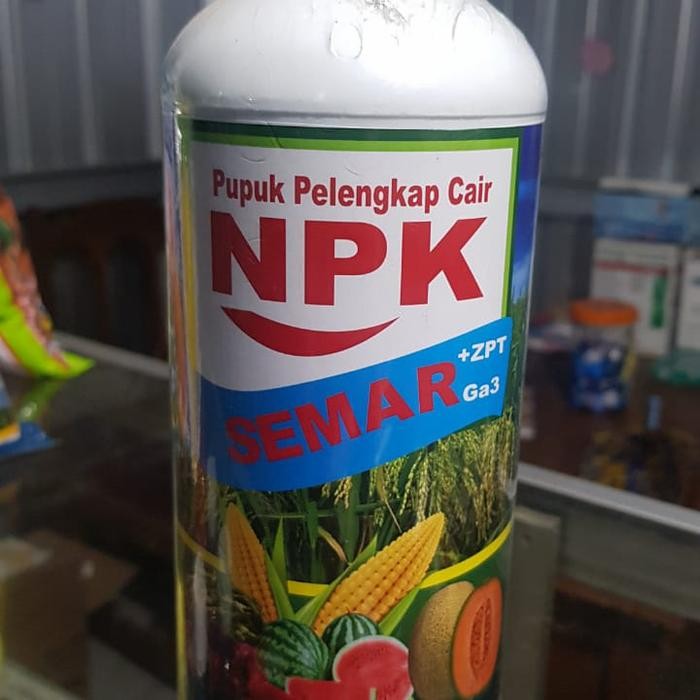 Pupuk Pelengkap Cair
NPK
+ZPT
SEMAR
Ga3